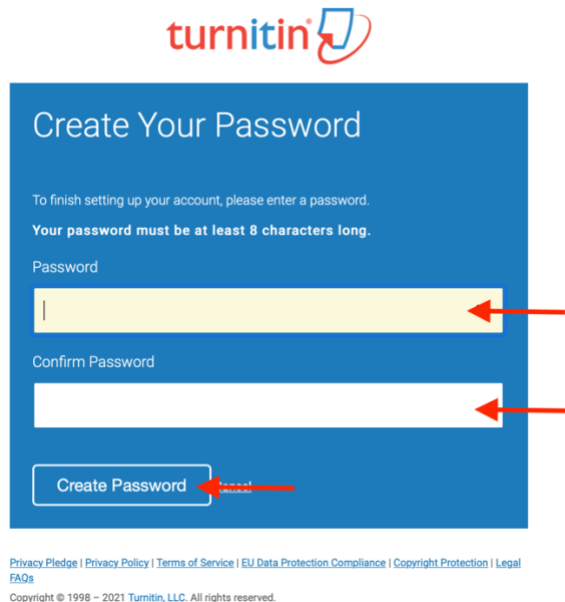 turnitin
Create Your Password
To finish setting up your account, please enter a password.
Your password must be at least 8 characters long.
Password
Confirm Password
Create Password Cancel
Privacy Pledge | Privacy Policy | Terms of Service | EU Data Protection Compliance | Copyright Protection | Legal
FAQs
Copyright © 1998 – 2021 Turnitin, LLC. All rights reserved.